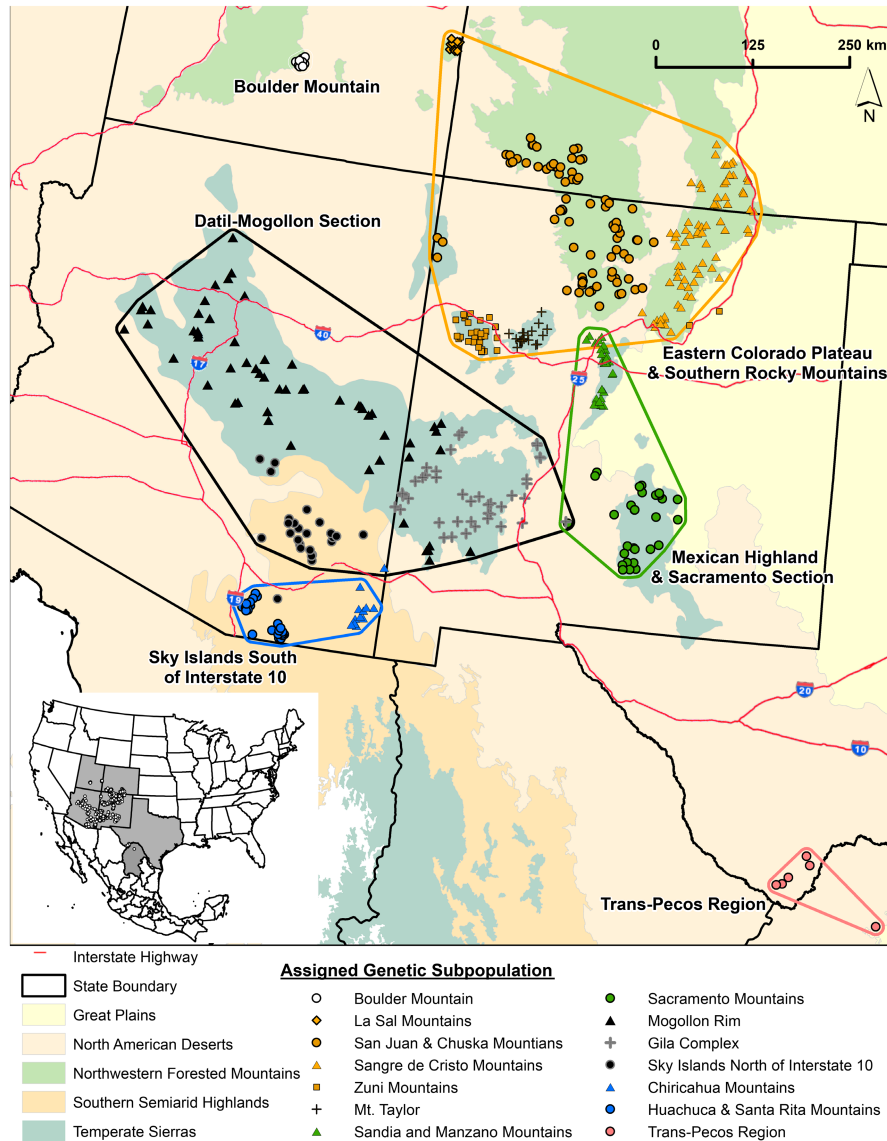 0 125 250 km
Boulder Mountain
N
Datil-Mogollon Section
40
17
Eastern Colorado Plateau
& Southern Rocky Mountains
25
Mexican Highland
& Sacramento Section
19
Sky Islands South
of Interstate 10
20
10
Trans-Pecos Region
Interstate Highway
State Boundary
Great Plains
North American Deserts
Northwestern Forested Mountains
Southern Semiarid Highlands
Temperate Sierras
Assigned Genetic Subpopulation
Boulder Mountain
La Sal Mountains
San Juan & Chuska Mountians
Sangre de Cristo Mountains
Zuni Mountains
Mt. Taylor
Sandia and Manzano Mountains
Sacramento Mountains
Mogollon Rim
Gila Complex
Sky Islands North of Interstate 10
Chiricahua Mountains
Huachuca & Santa Rita Mountains
Trans-Pecos Region